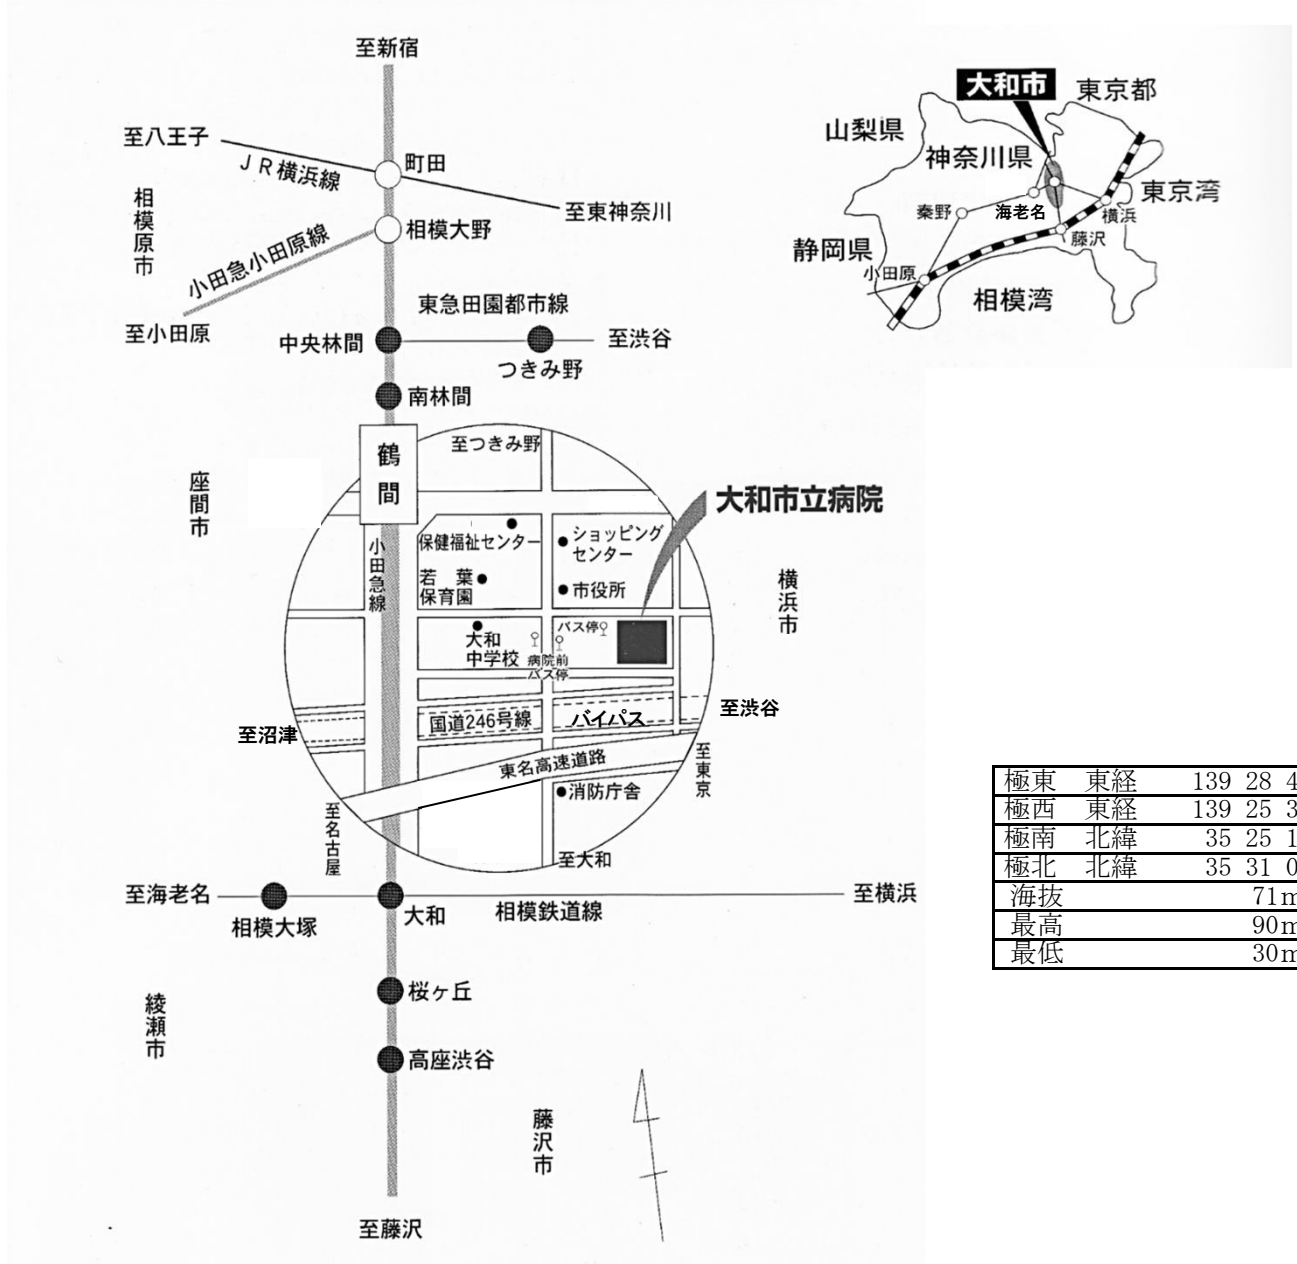 至新宿
至八王子
JR横浜線
町田
至東神奈川
相模原市
相模大野
小田急小田原線
至小田原
東急田園都市線
中央林間
至渋谷
つきみ野
南林間
大和市
東京都
山梨県
神奈川県
東京湾
秦野
海老名
横浜
藤沢
静岡県
小田原
相模湾
鶴間
至つきみ野
座間市
大和市立病院
小田急線
保健福祉センター
ショッピング
センター
若葉
保育園
市役所
横浜市
大和
中学校
バス停
病院前
バス停
至沼津
国道246号線
バイパス
至渋谷
東名高速道路
至東京
消防庁舎
至名古屋
至大和
極東 東経 139 28 4
極西 東経 139 25 3
極南 北緯 35 25 1
極北 北緯 35 31 0
海抜 71m
最高 90m
最低 30m
至海老名
相模大塚
大和
相模鉄道線
至横浜
桜ヶ丘
綾瀬市
高座渋谷
藤沢市
至藤沢